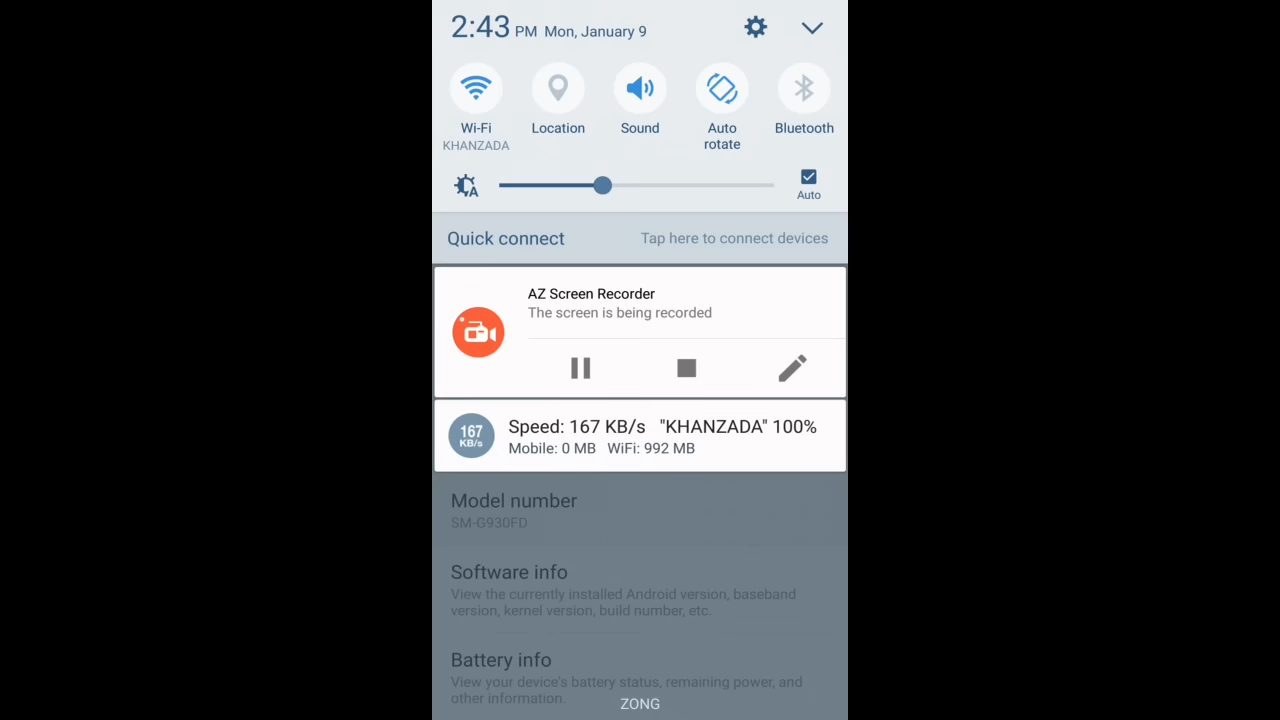 2:43 PM Mon, January 9
Wi-Fi
KHANZADA
Location
Sound
Auto
rotate
Bluetooth
A
Auto
Quick connect
Tap here to connect devices
AZ Screen Recorder
The screen is being recorded
167
KB/s
Speed: 167 KB/s "KHANZADA" 100%
Mobile: 0 MB WiFi: 992 MB
Model number
SM-G930FD
Software info
View the currently installed Android version, baseband
version, kernel version, build number, etc.
Battery info
View your device's battery status, remaining power, and
other information.
ZONG